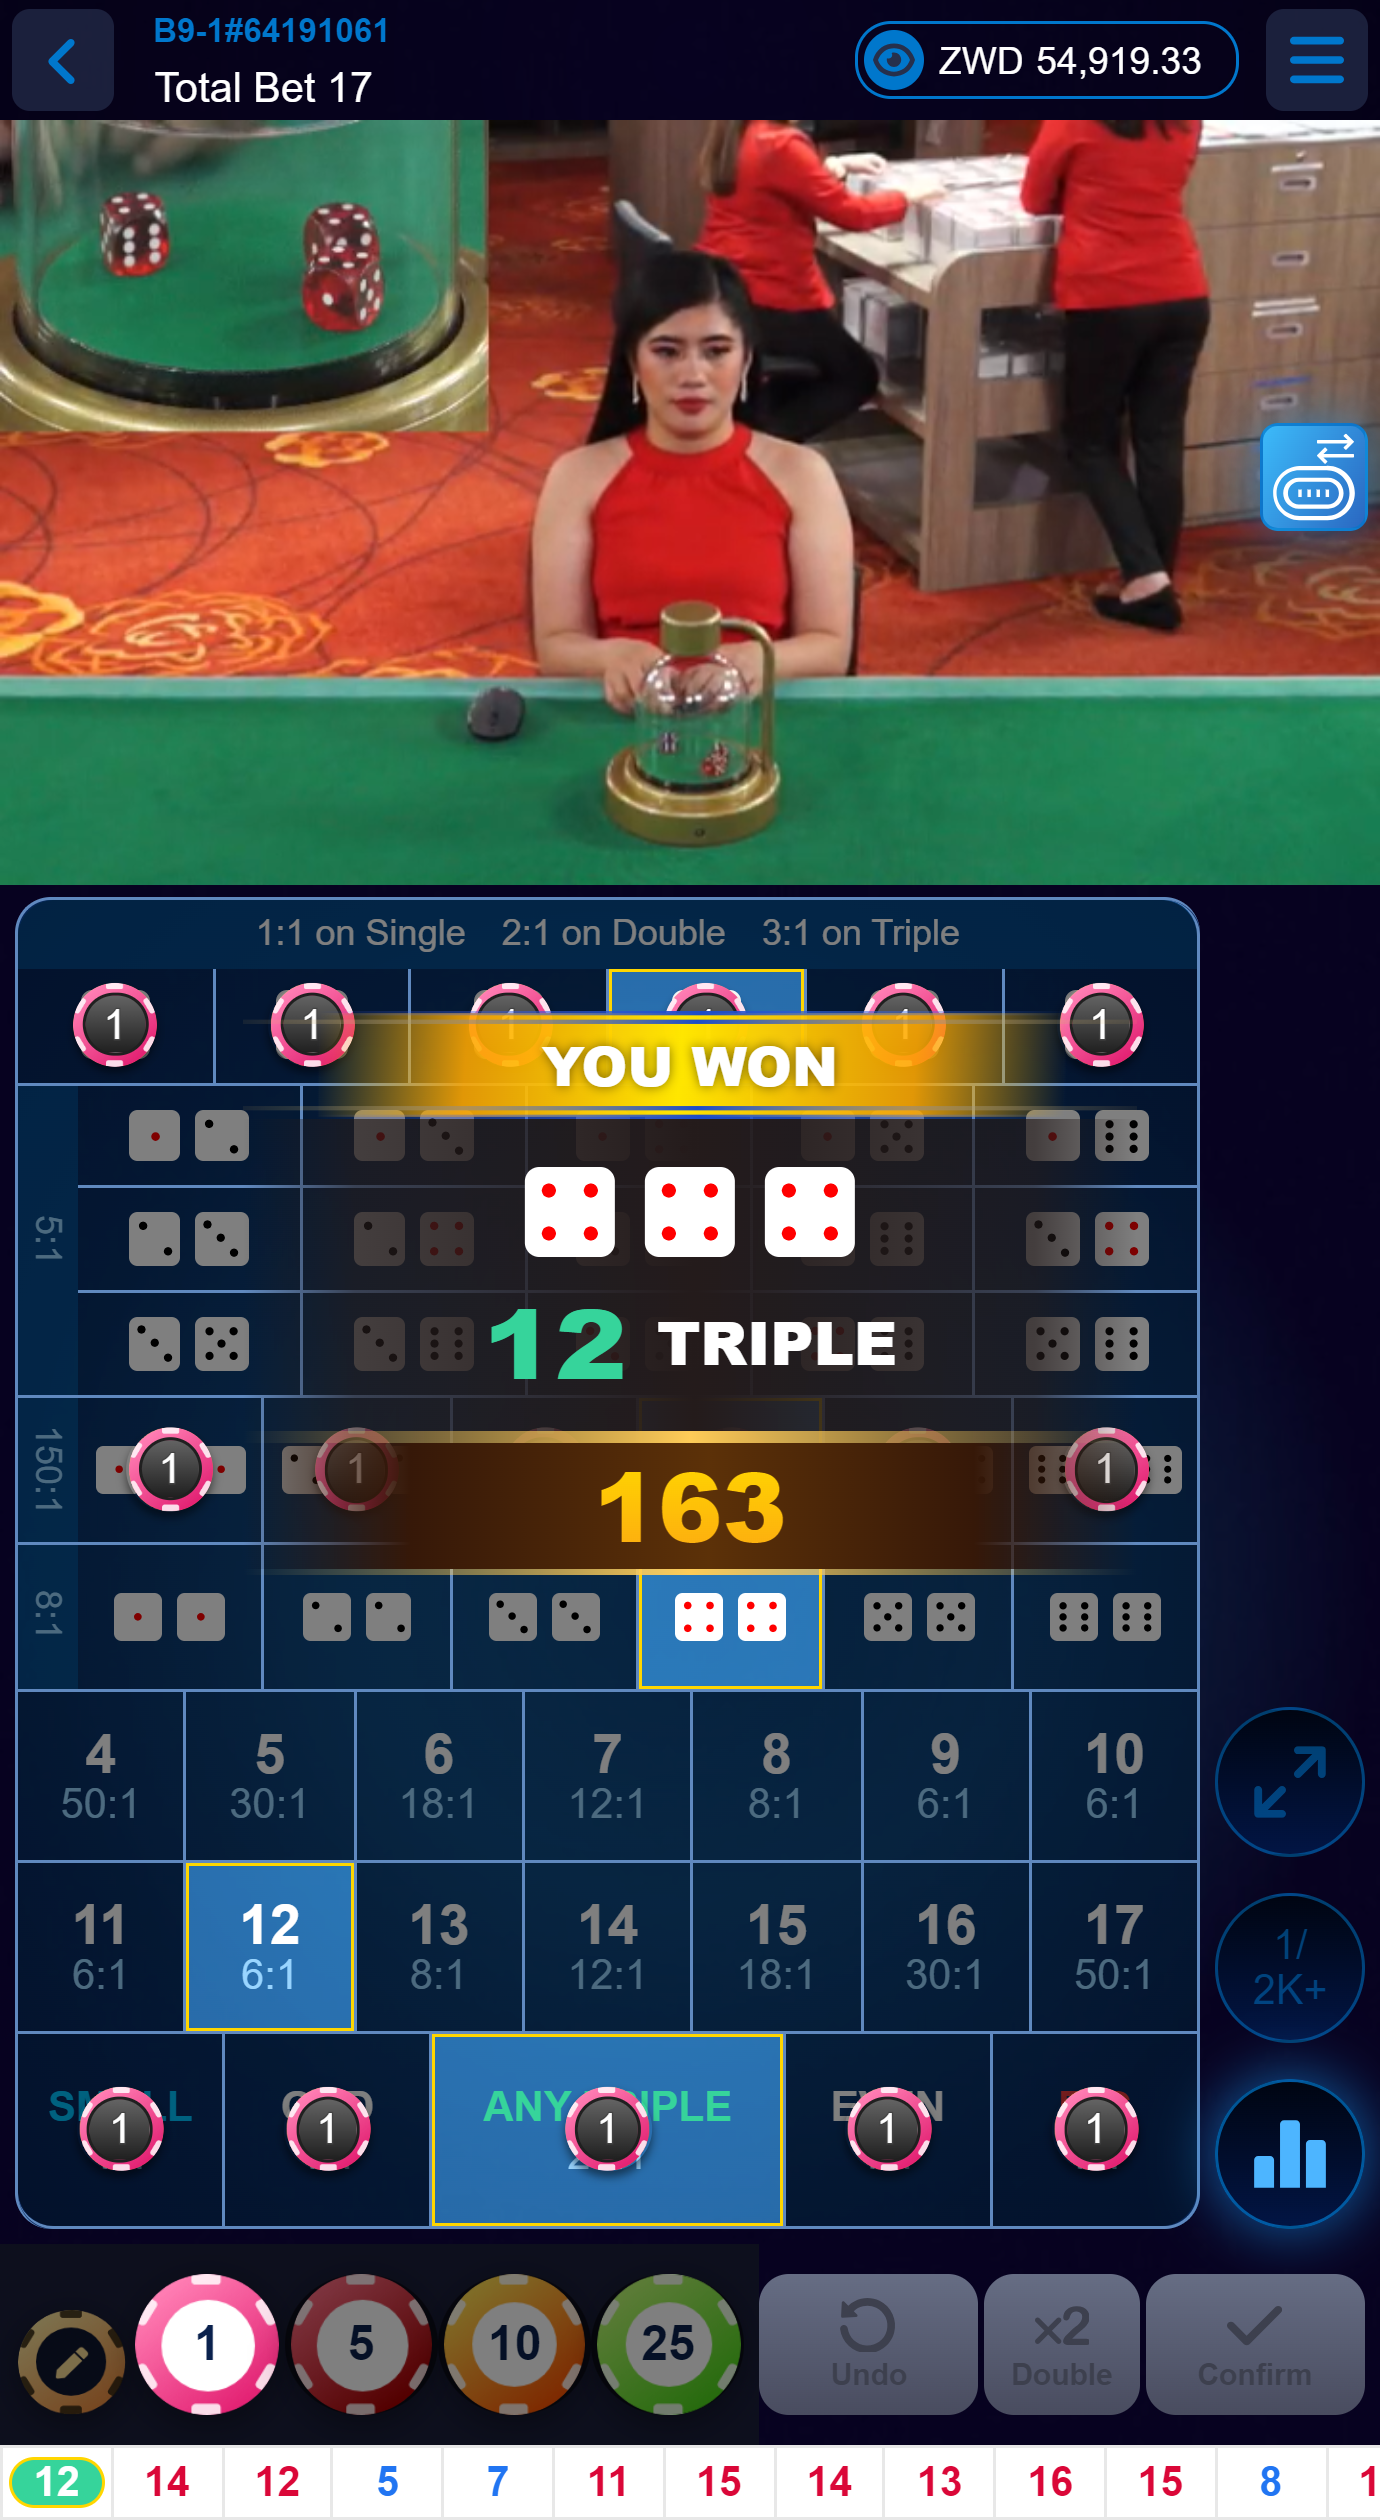 B9-1#64191061
Total Bet 17
ZWD 54,919.33
1:1 on Single 2:1 on Double 3:1 on Triple
1 1 1 1 1
YOU WON
5:1
12 TRIPLE
150:1
1 1 1
163
8:1
4 5 6 7 8 9 10
50:1 30:1 18:1 12:1 8:1 6:1 6:1
11 12 13 14 15 16 17
6:1 6:1 8:1 12:1 18:1 30:1 50:1
ANY
1 1 1 1 1
1/
2K+
1 5 10 25
x2
Undo Double Confirm
12 14 12 5 7 11 15 14 13 16 15 8